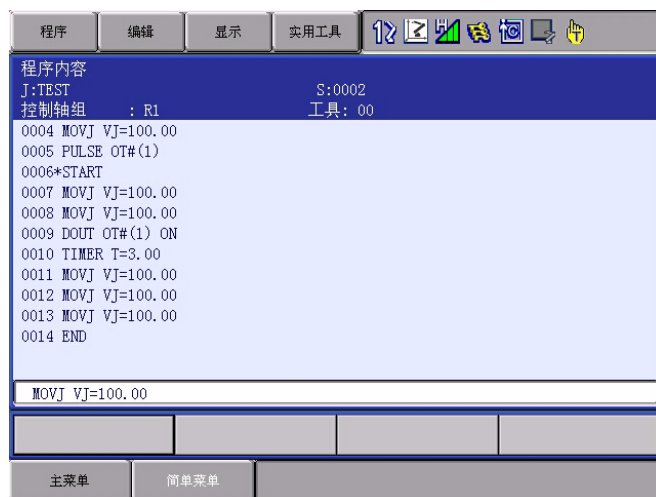 程序 编辑 显示 实用工具
程序内容
J:TEST S:0002
控制轴组 : R1 工具: 00
0004 MOVJ VJ=100.00
0005 PULSE OT#(1)
0006*START
0007 MOVJ VJ=100.00
0008 MOVJ VJ=100.00
0009 DOUT OT#(1) ON
0010 TIMER T=3.00
0011 MOVJ VJ=100.00
0012 MOVJ VJ=100.00
0013 MOVJ VJ=100.00
0014 END
MOVJ VJ=100.00
主菜单 简单菜单